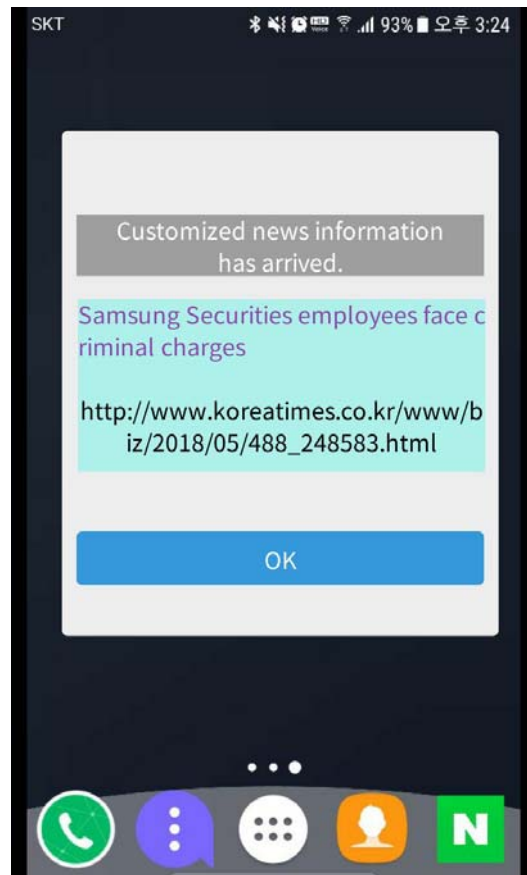 SKT 93% 오후 3:24
Customized news information
has arrived.
Samsung Securities employees face c
riminal charges
http://www.koreatimes.co.kr/www/b
iz/2018/05/488_248583.html
OK
N